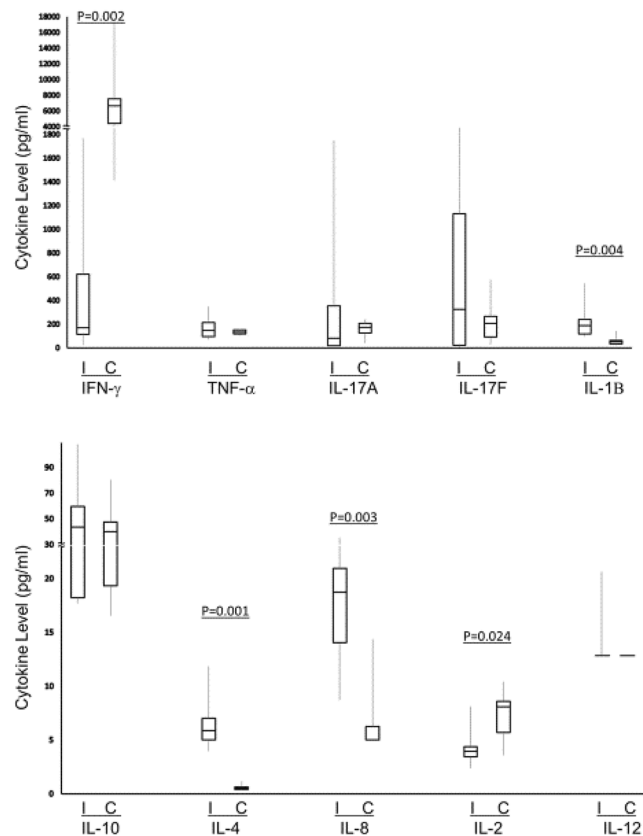 P=0.002
18000
16000
14000
12000
10000
8000
6000
4000
1800
1600
1400
1200
1000
800
600
400
200
0
Cytokine Level (pg/ml)
P=0.004
I C I C I C I C I C
IFN-γ TNF-α IL-17A IL-17F IL-1B
90
70
50
30
20
15
10
5
0
Cytokine Level (pg/ml)
P=0.001
P=0.003
P=0.024
I C I C I C I C I C
IL-10 IL-4 IL-8 IL-2 IL-12